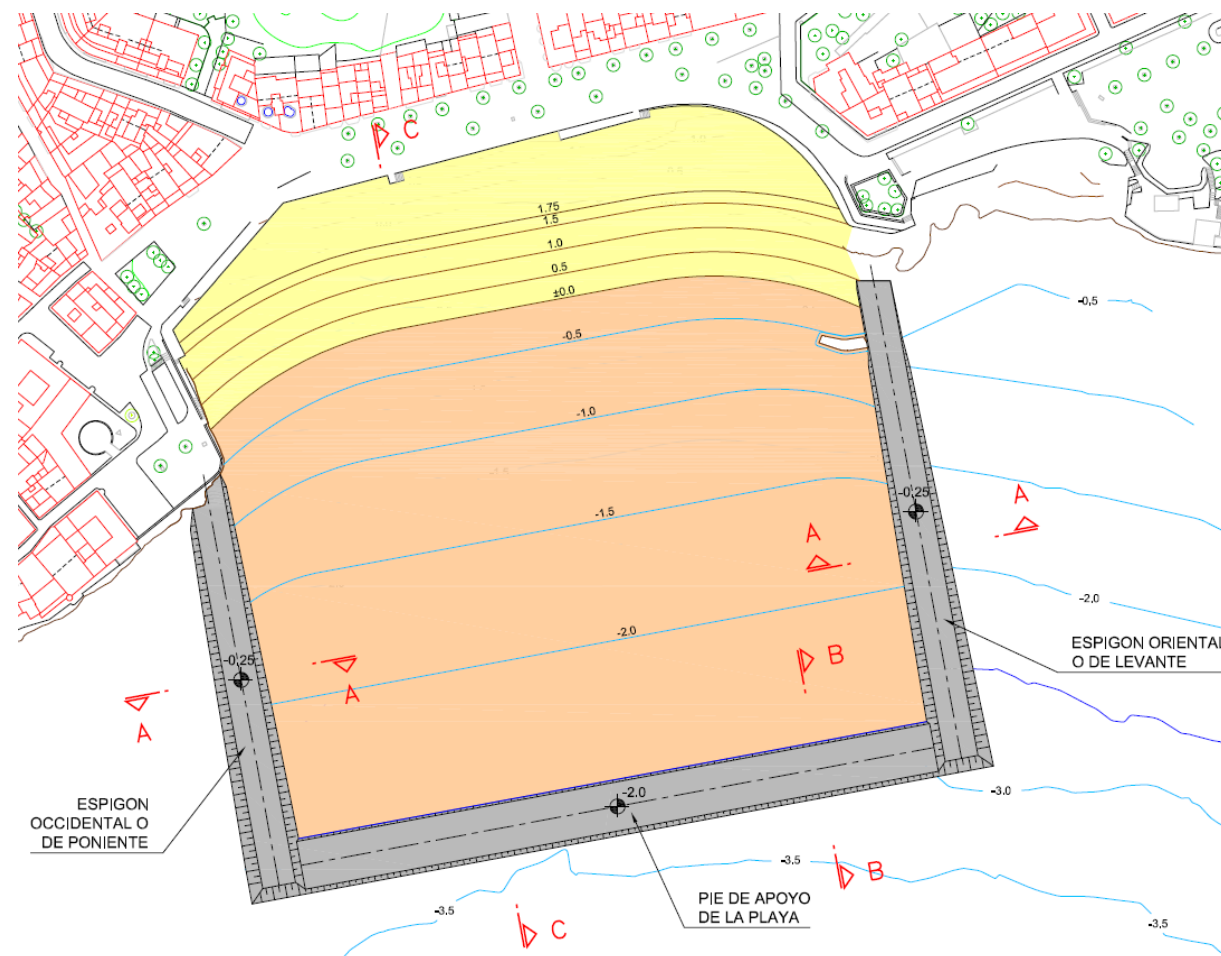 C
1.75
1.5
1.0
0.5
±0.0
-0.5
-0.5
-1.0
-1.5
-0.25
A
A
-2.0
-2.0
ESPIGON ORIENTAL
O DE LEVANTE
B
-0.25
A
A
-2.0
-3.0
ESPIGON
OCCIDENTAL O
DE PONIENTE
-3.5
B
PIE DE APOYO
DE LA PLAYA
-3.5
C
-3.5